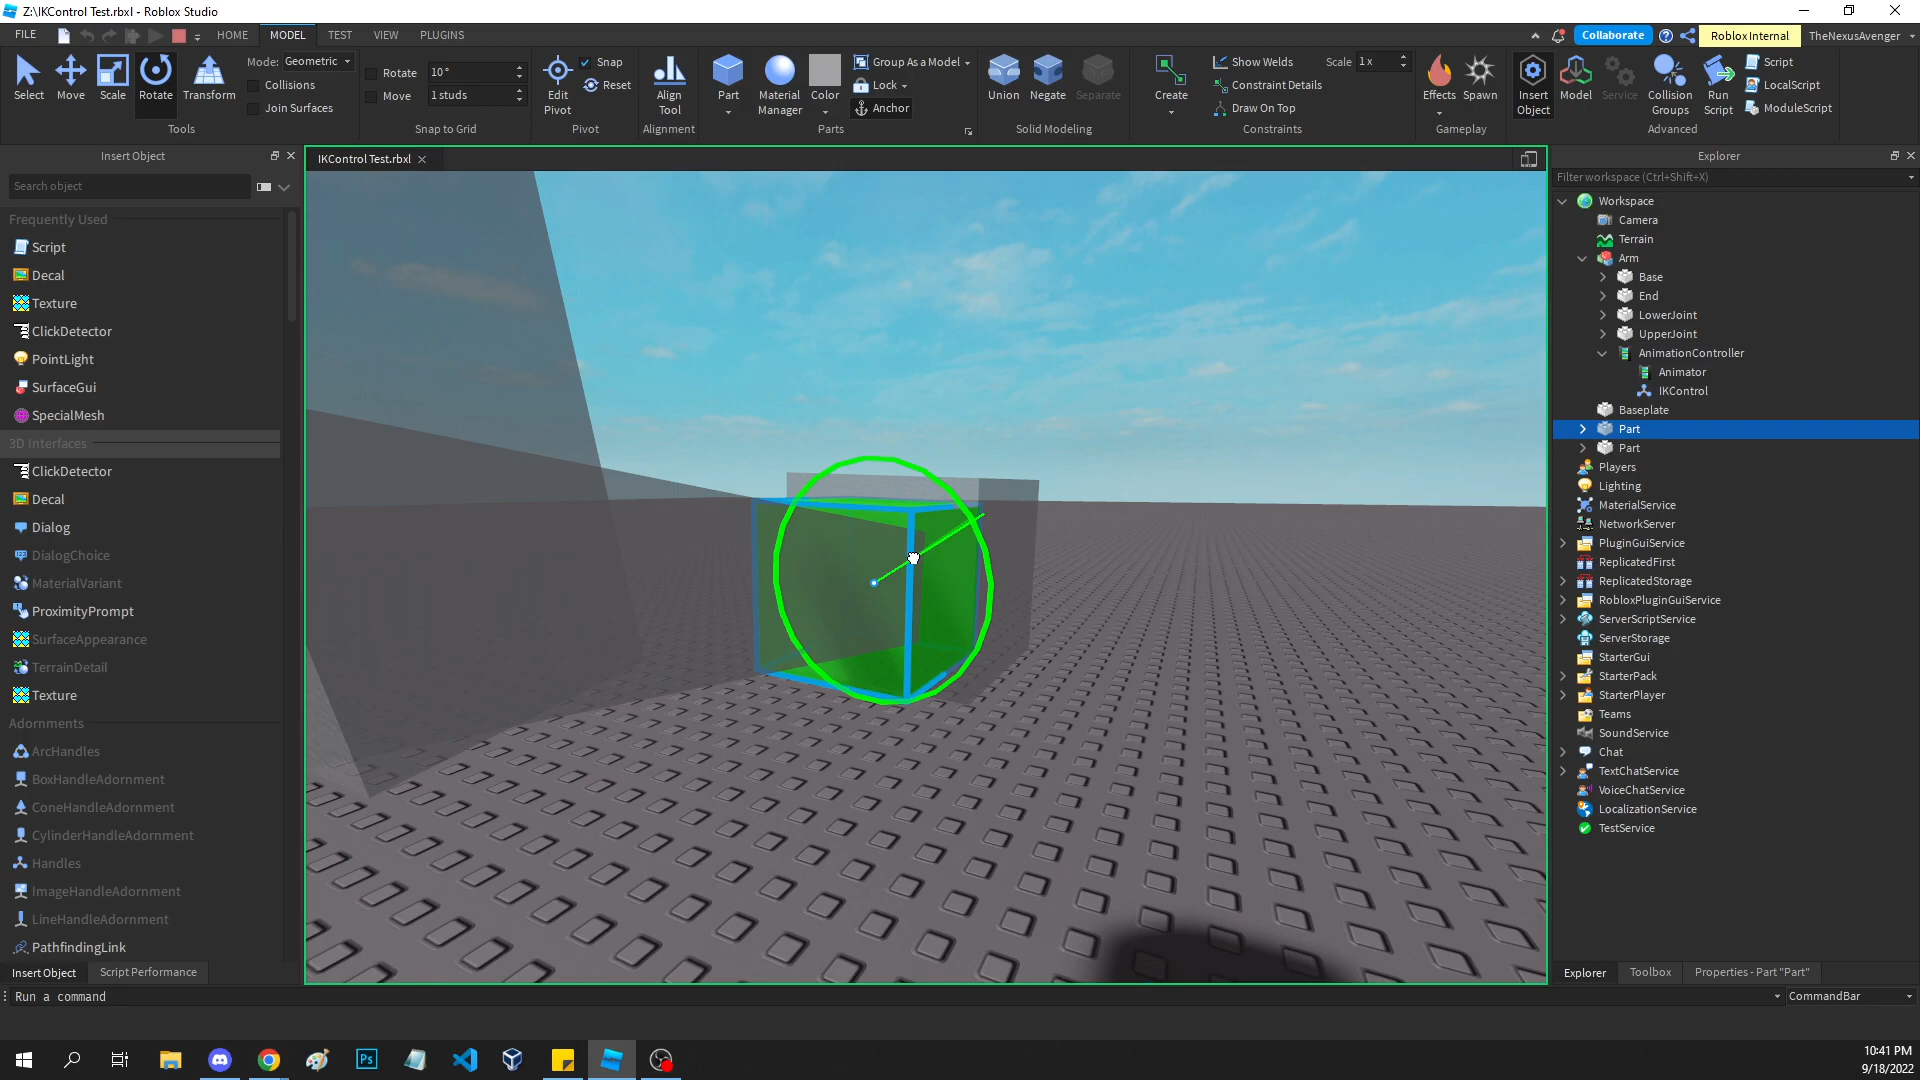 Z:\IKControl Test.rbxl - Roblox Studio
FILE HOME MODEL TEST VIEW PLUGINS
Collaborate Roblox Internal TheNexusAvenger
Select
Move
Scale
Rotate
Transform
Mode: Geometric
Collisions
Join Surfaces
Tools
Rotate 10°
Move 1 studs
Snap to Grid
Edit
Pivot
Snap
Reset
Pivot
Align
Tool
Alignment
Part
Material
Manager
Color
Group As a Model
Lock
Anchor
Parts
Union
Negate
Separate
Solid Modeling
Create
Show Welds Scale 1x
Constraint Details
Draw On Top
Constraints
Effects
Spawn
Gameplay
Insert
Object
Model
Service
Collision
Groups
Run
Script
Script
LocalScript
ModuleScript
Advanced
Insert Object
Search object
Frequently Used
Script
Decal
Texture
ClickDetector
PointLight
SurfaceGui
SpecialMesh
3D Interfaces
ClickDetector
Decal
Dialog
DialogChoice
MaterialVariant
ProximityPrompt
SurfaceAppearance
TerrainDetail
Texture
Adornments
ArcHandles
BoxHandleAdornment
ConeHandleAdornment
CylinderHandleAdornment
Handles
ImageHandleAdornment
LineHandleAdornment
PathfindingLink
Insert Object Script Performance
IKControl Test.rbxl
Explorer
Filter workspace (Ctrl+Shift+X)
Workspace
Camera
Terrain
Arm
Base
End
LowerJoint
UpperJoint
AnimationController
Animator
IKControl
Baseplate
Part
Part
Players
Lighting
MaterialService
NetworkServer
PluginGuiService
ReplicatedFirst
ReplicatedStorage
RobloxPluginGuiService
ServerScriptService
ServerStorage
StarterGui
StarterPack
StarterPlayer
Teams
SoundService
Chat
TextChatService
VoiceChatService
LocalizationService
TestService
Explorer Toolbox Properties - Part "Part"
Run a command CommandBar
Ps
10:41 PM
9/18/2022